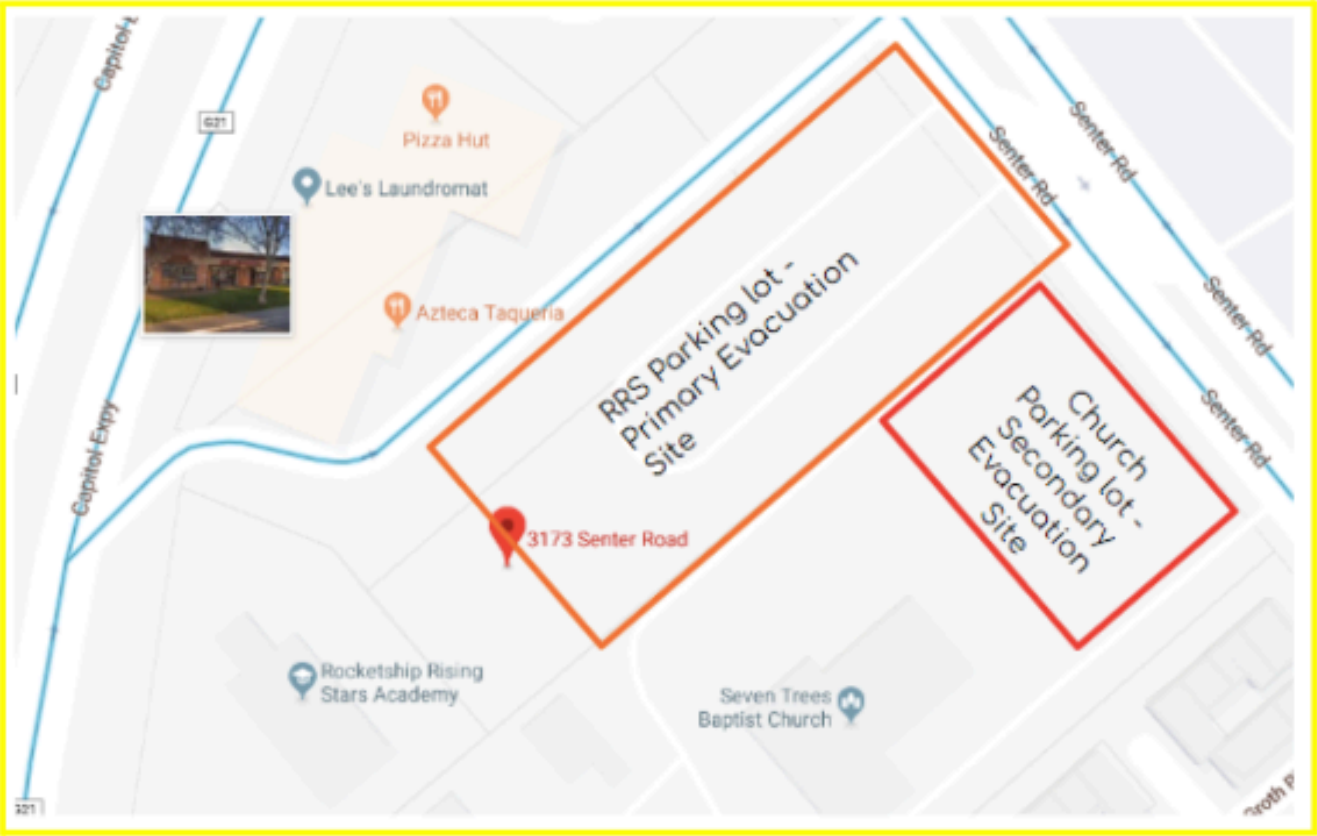 Capitol E
G21
Pizza Hut
Lee's Laundromat
Azteca Taqueria
Senter Rd
Senter Rd
RRS Parking lot -
Primary Evacuation
Site
Senter Rd
Senter Rd
Church
Parking lot -
Secondary
Evacuation
Site
Capitol Expy
3173 Senter Road
Rocketship Rising
Stars Academy
Seven Trees
Baptist Church
Groth